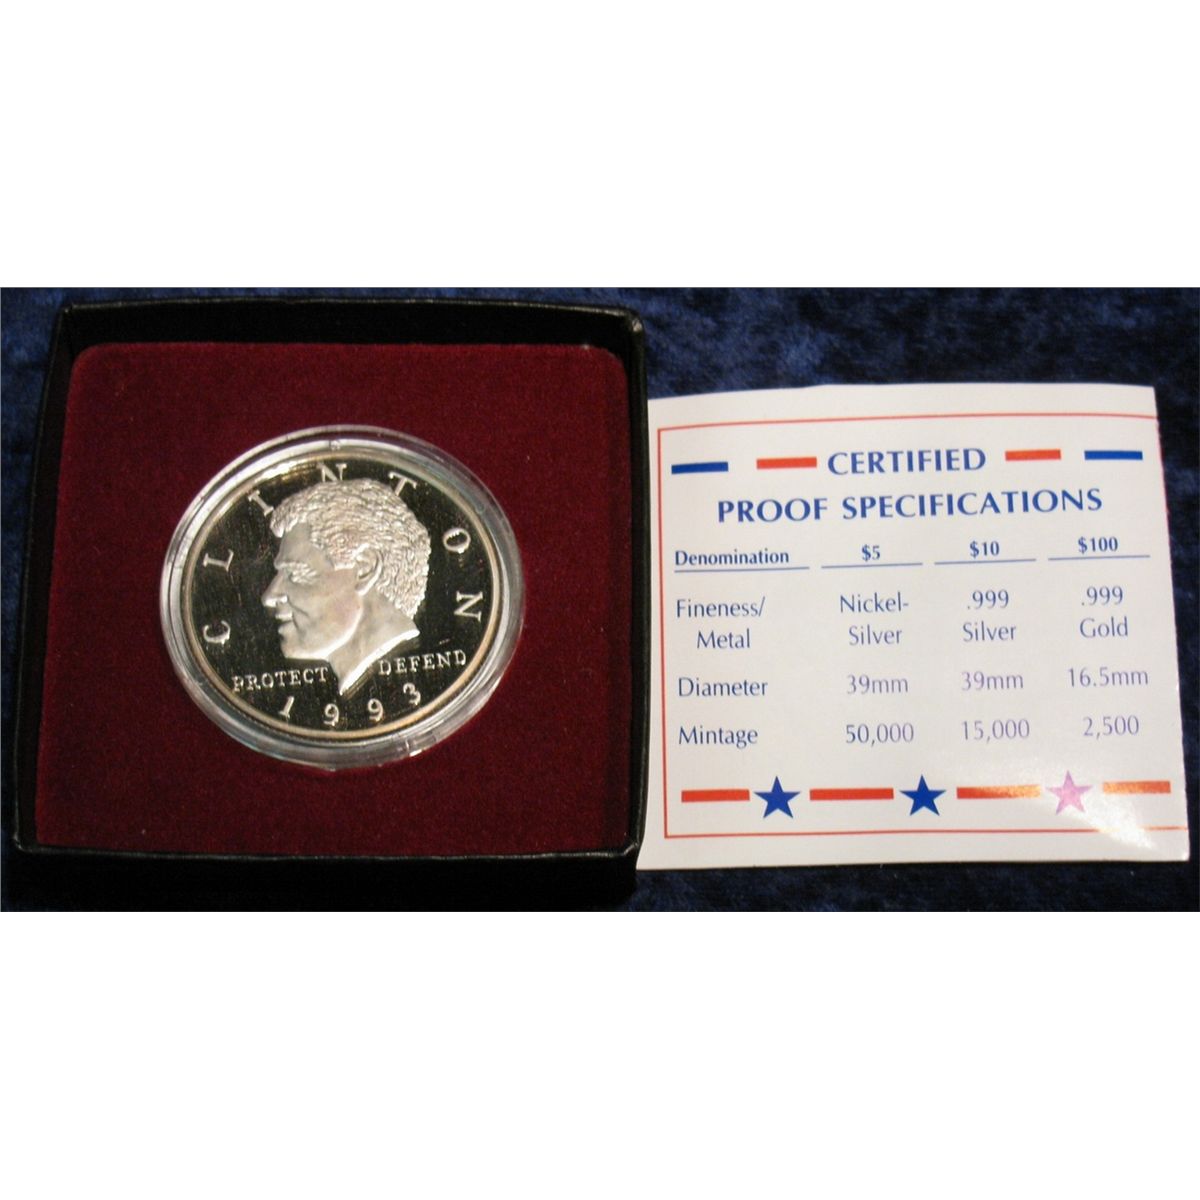 CLINTON
PROTECT DEFEND
1993
CERTIFIED
PROOF SPECIFICATIONS
Denomination $5 $10 $100
Fineness/ Nickel- .999 .999
Metal Silver Silver Gold
Diameter 39mm 39mm 16.5mm
Mintage 50,000 15,000 2,500